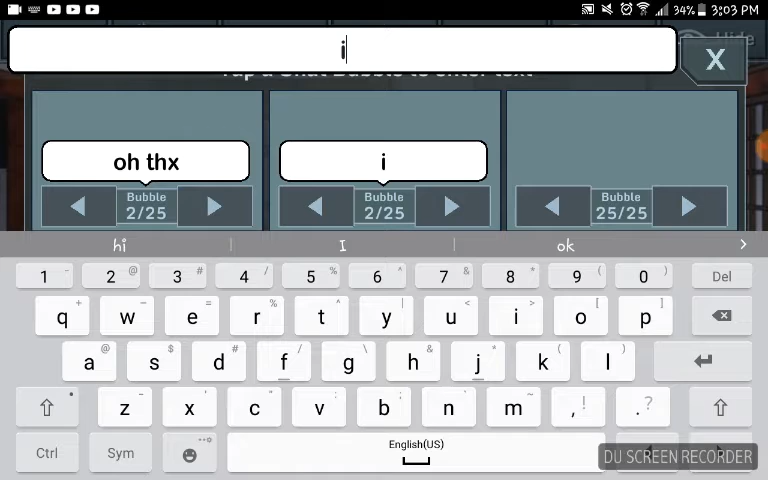 34% 3:03 PM
Hide
i
X
Tap a Chat Bubble to enter text
oh thx
i
Bubble
2/25
Bubble
2/25
Bubble
25/25
hi I ok
1 - 2 @ 3 # 4 / 5 % 6 ^ 7 & 8 * 9 ( 0 ) Del
q + w − e = r % t ^ y | u < i > o [ p ]
a @ s $ d # f / g \ h & j * k ( l )
z - x ' c " v : b ; n , m ~ , ! . ?
Ctrl Sym English(US)
DU SCREEN RECORDER